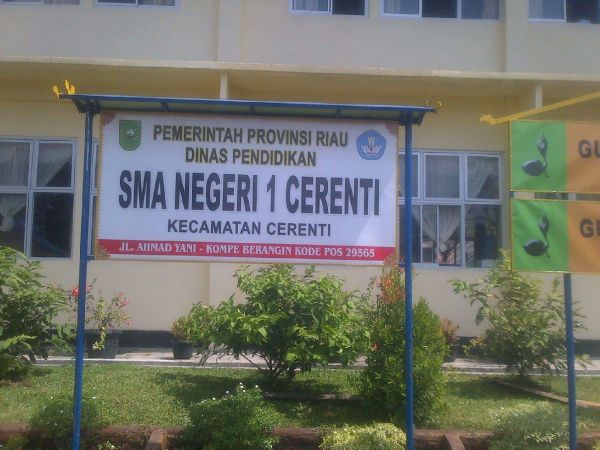 PEMERINTAH PROVINSI RIAU
DINAS PENDIDIKAN
SMA NEGERI 1 CERENTI
KECAMATAN CERENTI
JL. AHMAD YANI - KOMPE BERANGIN KODE POS 29565
GU
GU